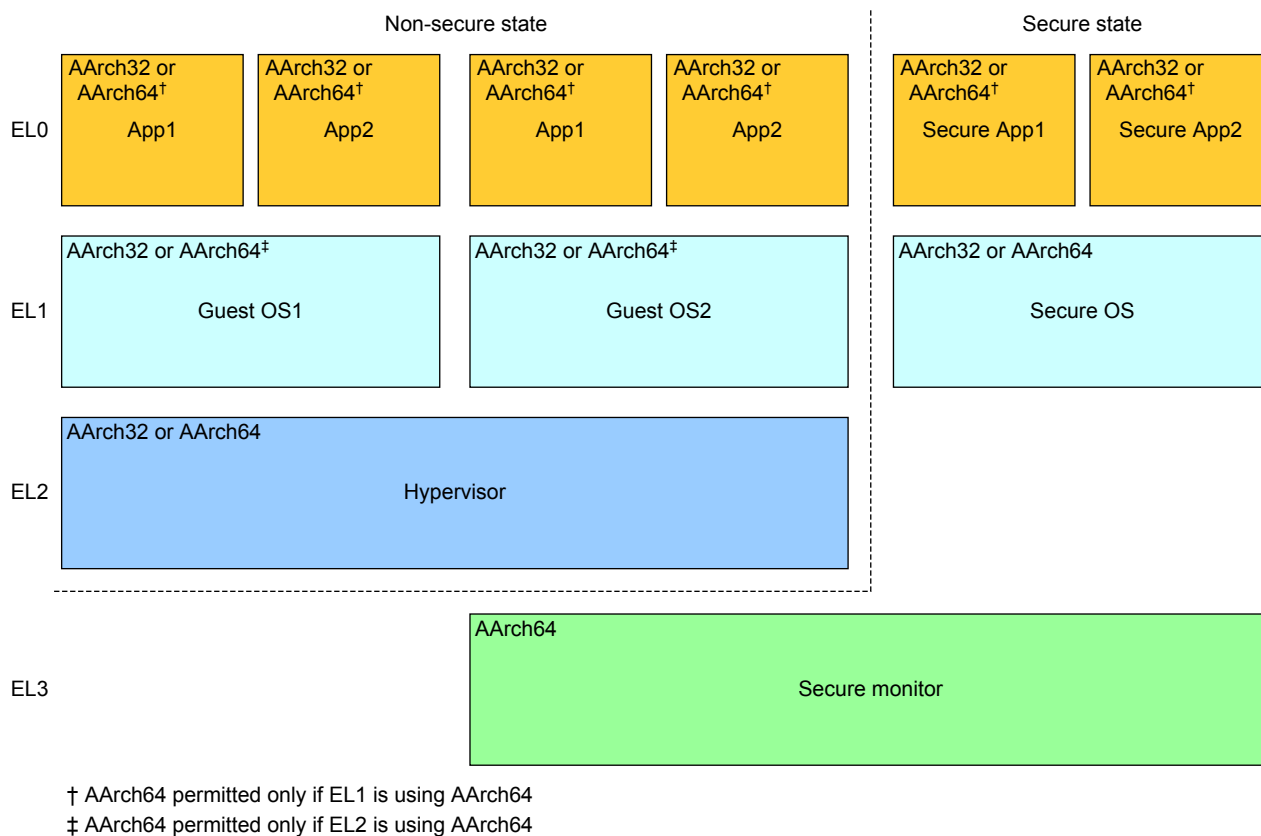 Non-secure state
Secure state
EL0
AArch32 or
AArch64†
App1
AArch32 or
AArch64†
App2
AArch32 or
AArch64†
App1
AArch32 or
AArch64†
App2
AArch32 or
AArch64†
Secure App1
AArch32 or
AArch64†
Secure App2
EL1
AArch32 or AArch64‡
Guest OS1
AArch32 or AArch64‡
Guest OS2
AArch32 or AArch64
Secure OS
EL2
AArch32 or AArch64
Hypervisor
EL3
AArch64
Secure monitor
† AArch64 permitted only if EL1 is using AArch64
‡ AArch64 permitted only if EL2 is using AArch64